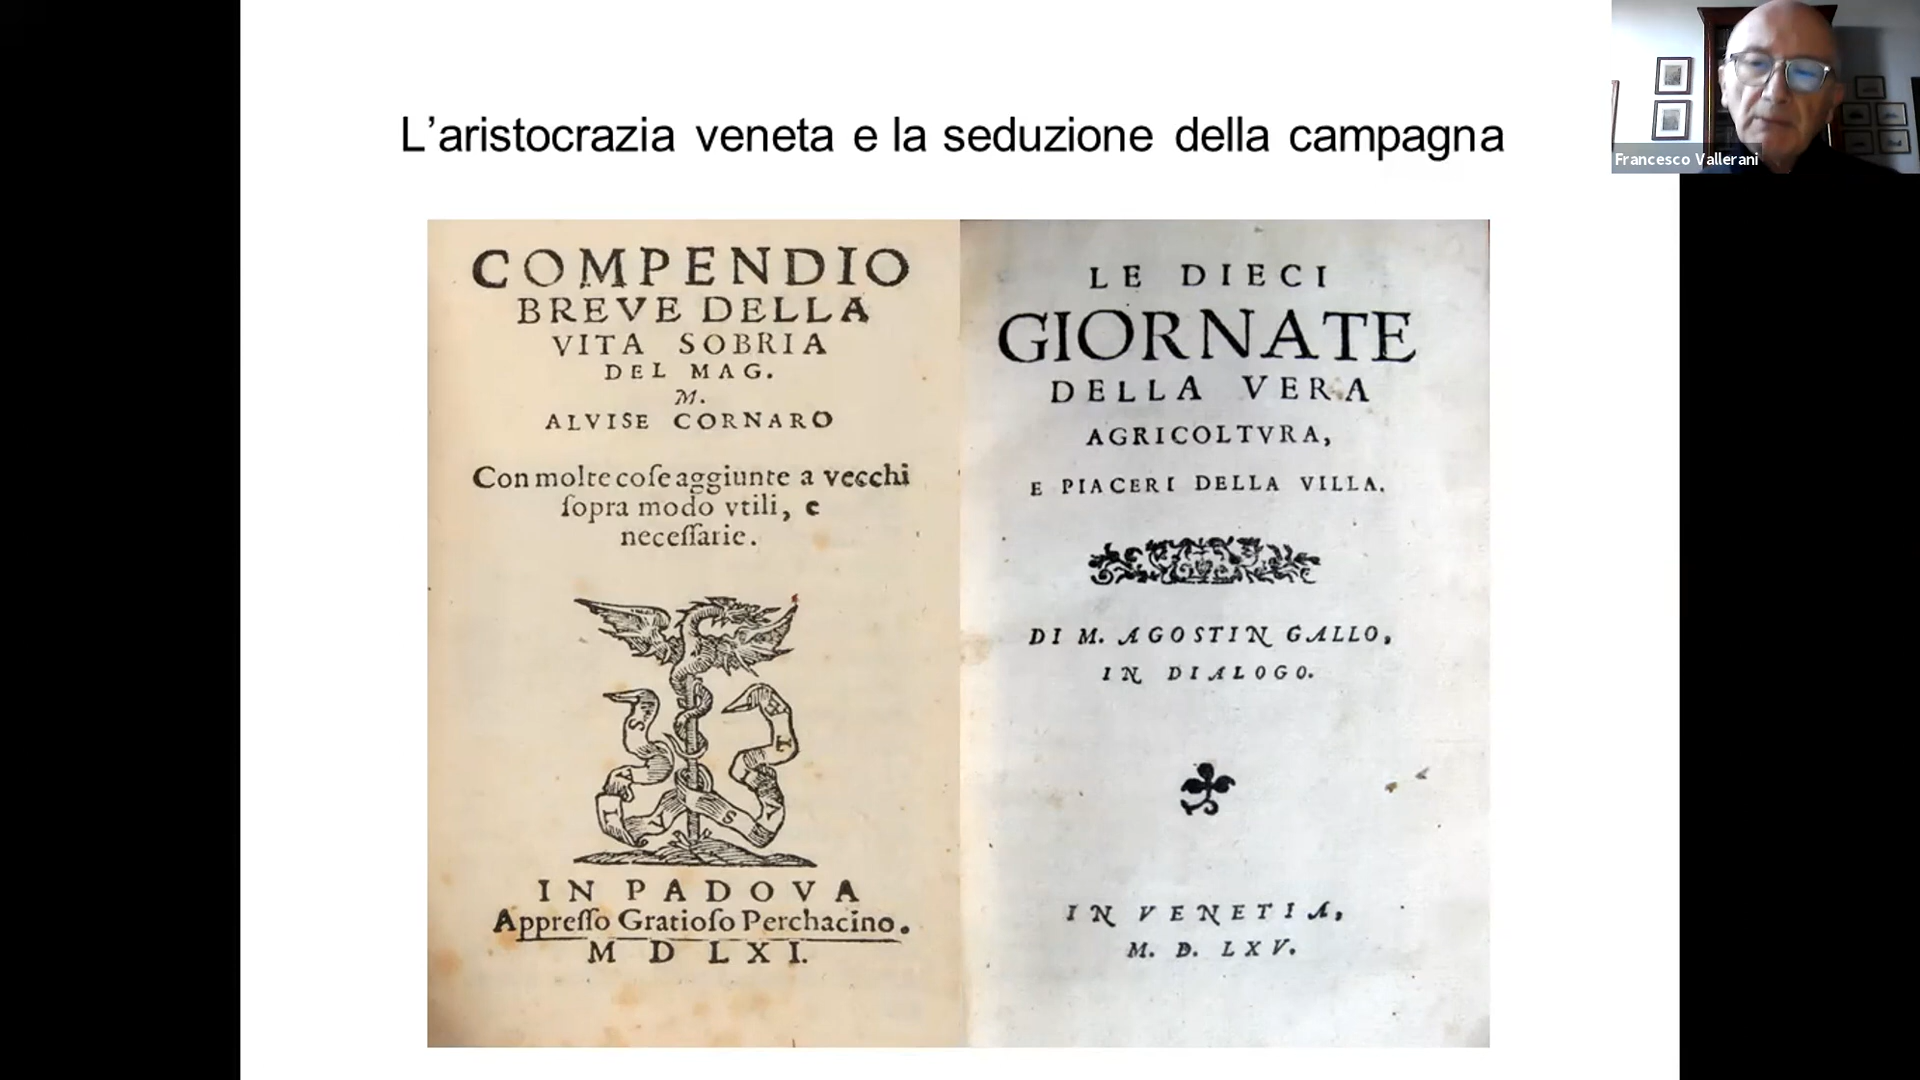 L’aristocrazia veneta e la seduzione della campagna
Francesco Vallerani
COMPENDIO
BREVE DELLA
VITA SOBRIA
DEL MAG.
M.
ALVISE CORNARO
Con molte coſe aggiunte a vecchi
ſopra modo vtili, e
neceſſarie.
IN PADOVA
Appreſſo Gratioſo Perchacino.
M D LXI.
LE DIECI
GIORNATE
DELLA VERA
AGRICOLTVRA,
E PIACERI DELLA VILLA.
DI M. AGOSTIN GALLO,
IN DIALOGO.
IN VENETIA,
M. D. LXV.